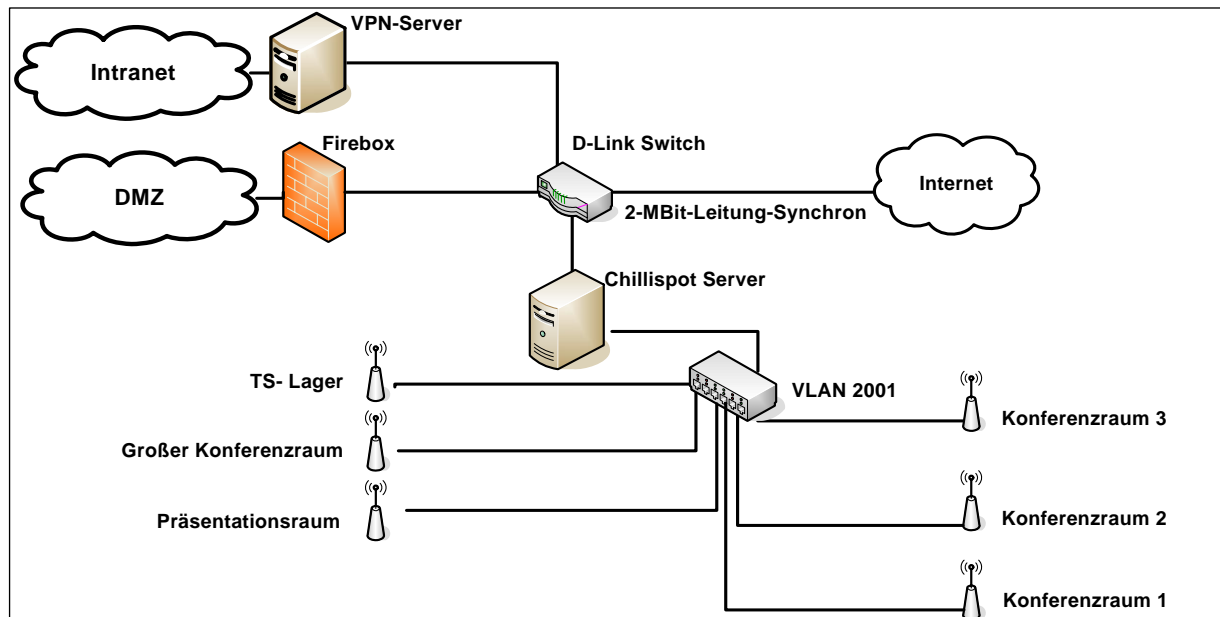 VPN-Server
Intranet
Firebox
D-Link Switch
DMZ
Internet
2-MBit-Leitung-Synchron
Chillispot Server
TS- Lager
VLAN 2001
Konferenzraum 3
Großer Konferenzraum
Präsentationsraum
Konferenzraum 2
Konferenzraum 1